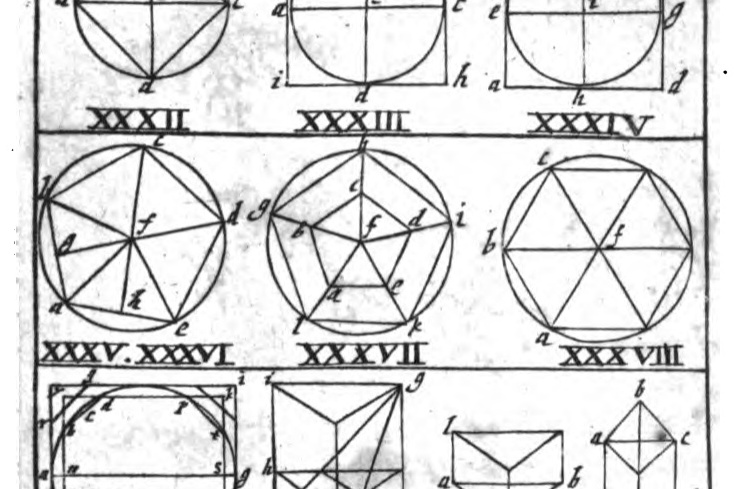 d
a c
i d h
e i g
a h d
XXXII XXXIII XXXIV
c
b
f d
g
a h e
h
c
g b f d i
a e
l k
c
b f
a
XXXV. XXXVI XXXVII XXXVIII
g i
c d r
t
n s g
i g
h
l
a b
b
a c